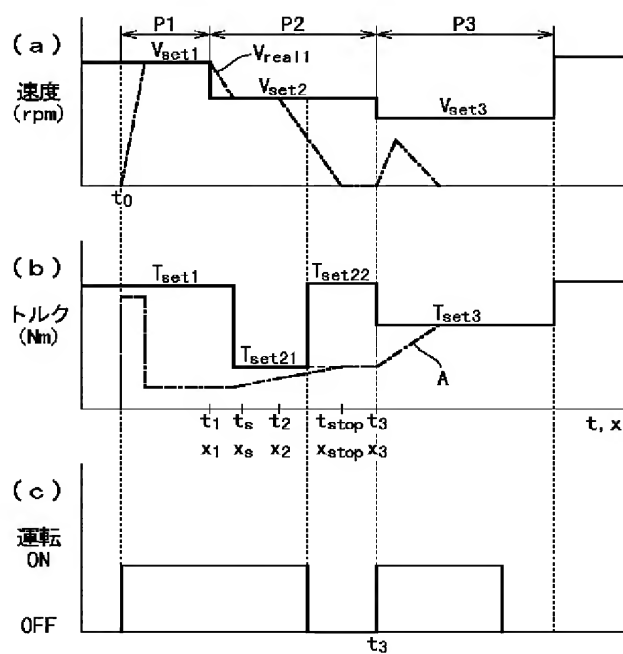 P1 P2 P3
(a)
Vset1
Vreal1
速度
(rpm)
Vset2
Vset3
t0
(b)
Tset1
Tset22
トルク
(Nm)
Tset3
Tset21
A
t1 ts t2 tstop t3 t, x
x1 xs x2 xstop x3
(c)
運転
ON
OFF
t3